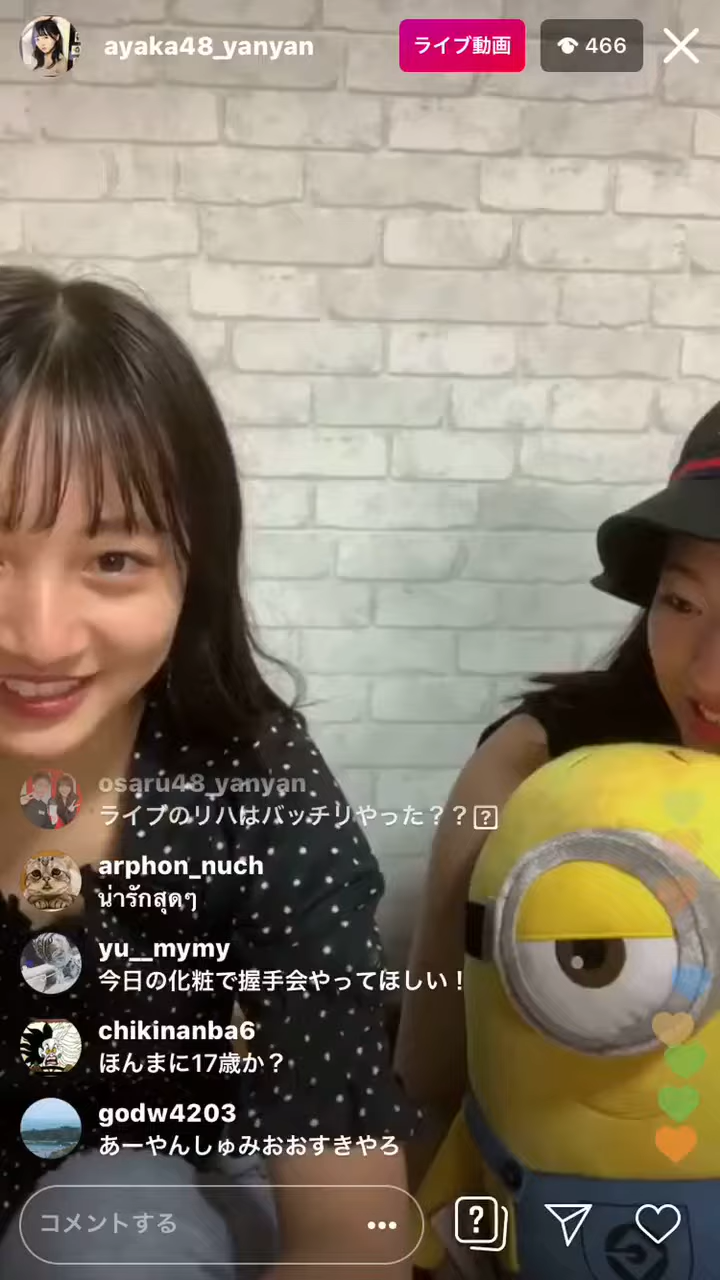 ayaka48_yanyan
ライブ動画
466
osaru48_yanyan
ライブのリハはバッチリやった？？?
arphon_nuch
น่ารักสุดๆ
yu__mymy
今日の化粧で握手会やってほしい！
chikinanba6
ほんまに17歳か？
godw4203
あーやんしゅみおおすきやろ
コメントする